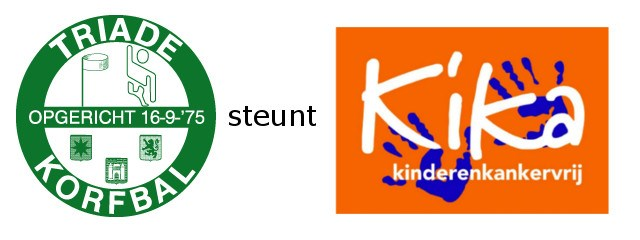 TRIADE
OPGERICHT 16-9-'75
KORFBAL
steunt
Kika
kinderenkankervrij